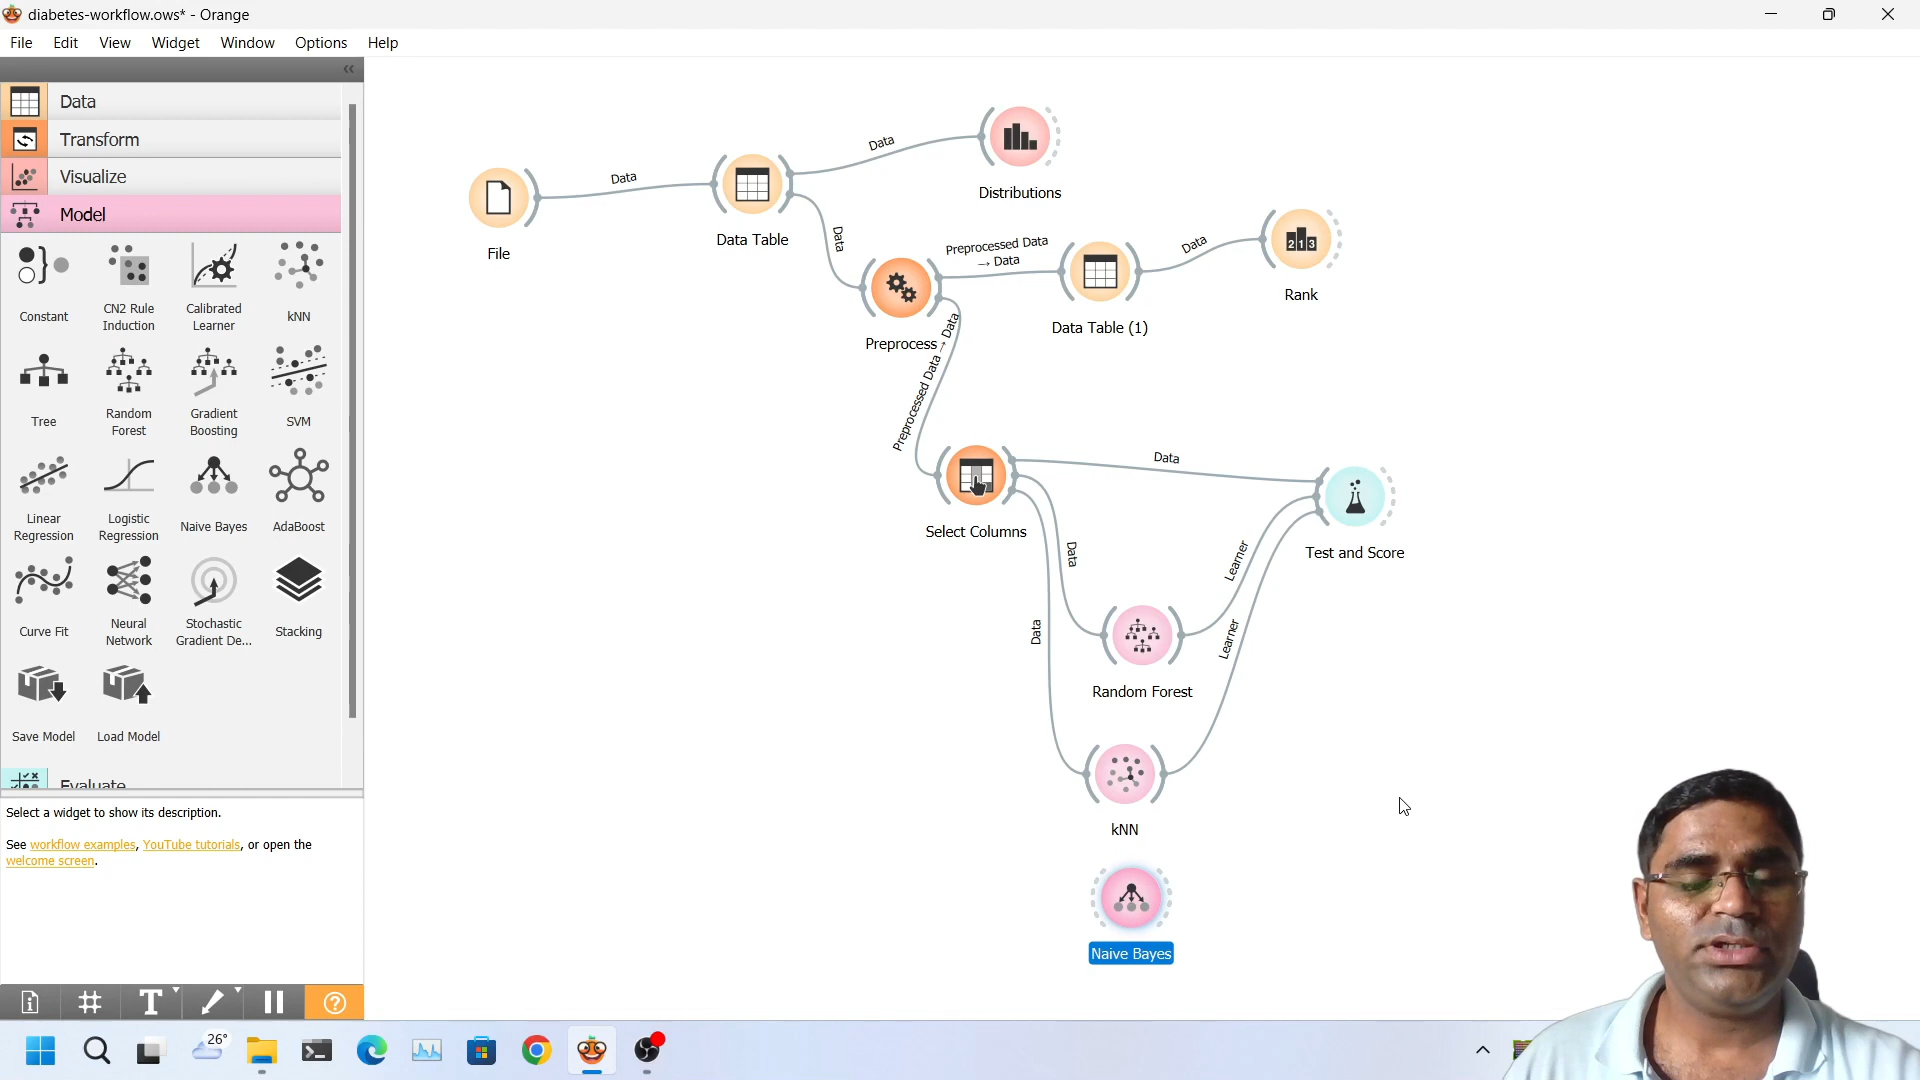 diabetes-workflow.ows* - Orange
File Edit View Widget Window Options Help
Data
Transform
Visualize
Model
Constant
CN2 Rule
Induction
Calibrated
Learner
kNN
Tree
Random
Forest
Gradient
Boosting
SVM
Linear
Regression
Logistic
Regression
Naive Bayes
AdaBoost
Curve Fit
Neural
Network
Stochastic
Gradient De...
Stacking
Save Model
Load Model
Evaluate
Select a widget to show its description.
See workflow examples, YouTube tutorials, or open the
welcome screen.
File
Data
Data Table
Data
Distributions
Data
Preprocess
Preprocessed Data
→ Data
Data Table (1)
Data
2 1 3
Rank
Preprocessed Data → Data
Select Columns
Data
Test and Score
Data
Learner
Random Forest
Data
Learner
kNN
Naive Bayes
T
26°